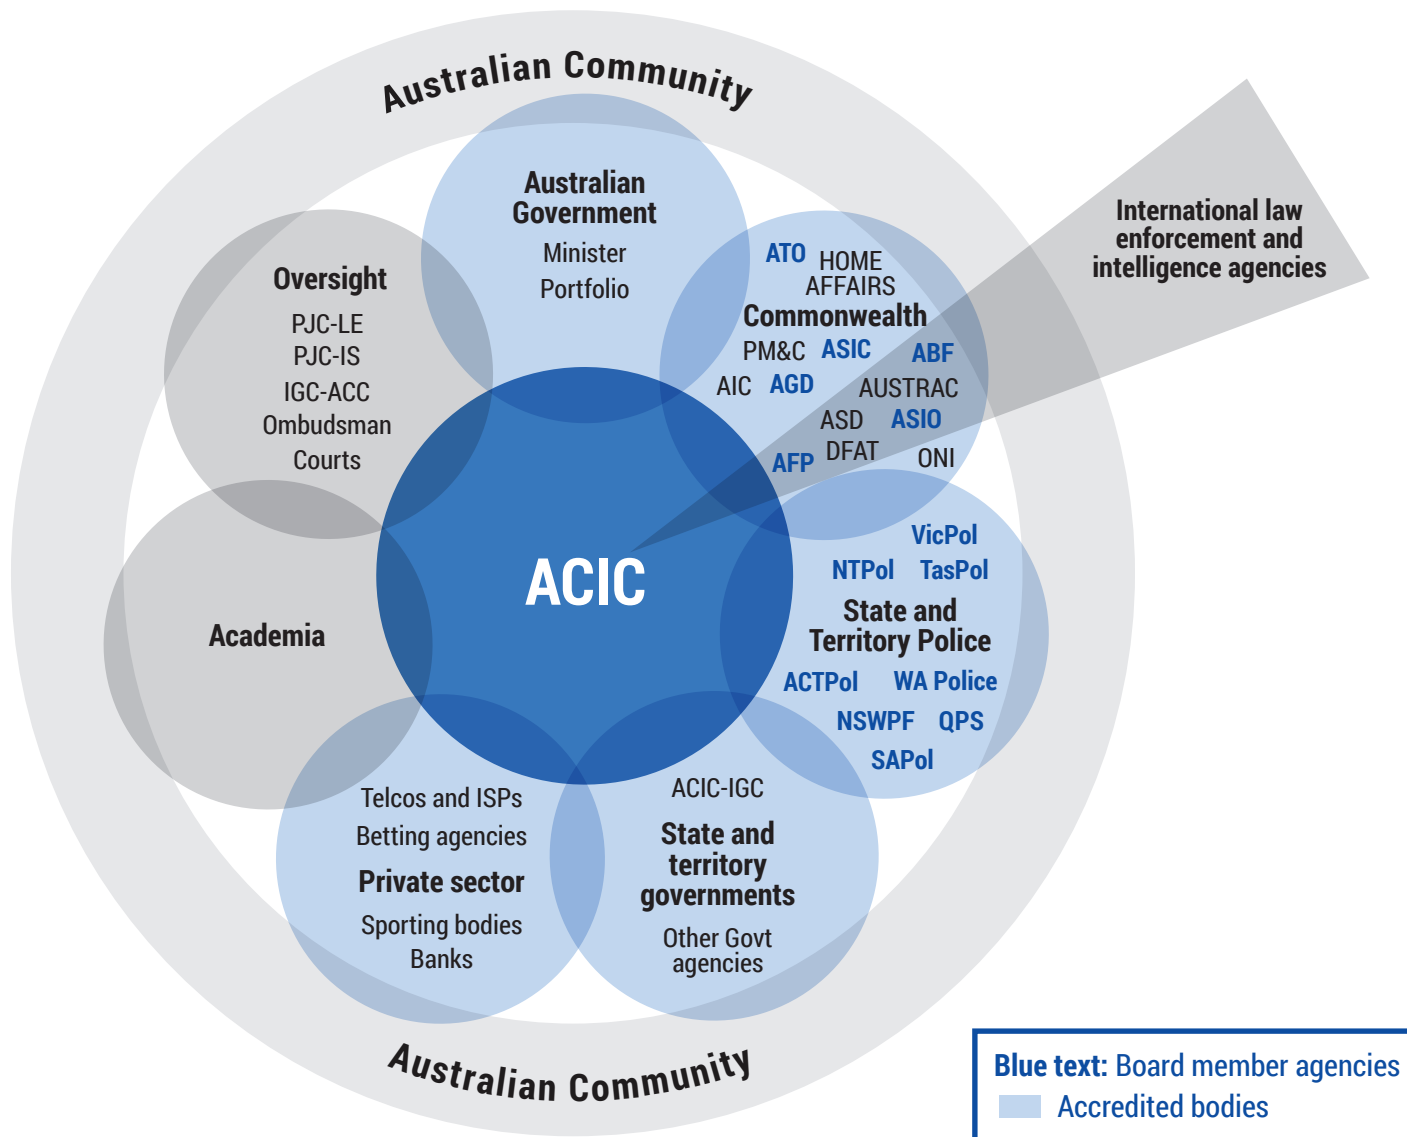 Australian Community
Australian
Government
Minister
Portfolio
Oversight
PJC-LE
PJC-IS
IGC-ACC
Ombudsman
Courts
ATO
HOME
AFFAIRS
Commonwealth
PM&C ASIC ABF
AIC AGD AUSTRAC
ASD ASIO
AFP DFAT ONI
International law
enforcement and
intelligence agencies
VicPol
NTPol TasPol
State and
Territory Police
ACTPol WA Police
NSWPF QPS
SAPol
ACIC
Academia
Telcos and ISPs
Betting agencies
Private sector
Sporting bodies
Banks
ACIC-IGC
State and
territory
governments
Other Govt
agencies
Australian Community
Blue text: Board member agencies
Accredited bodies